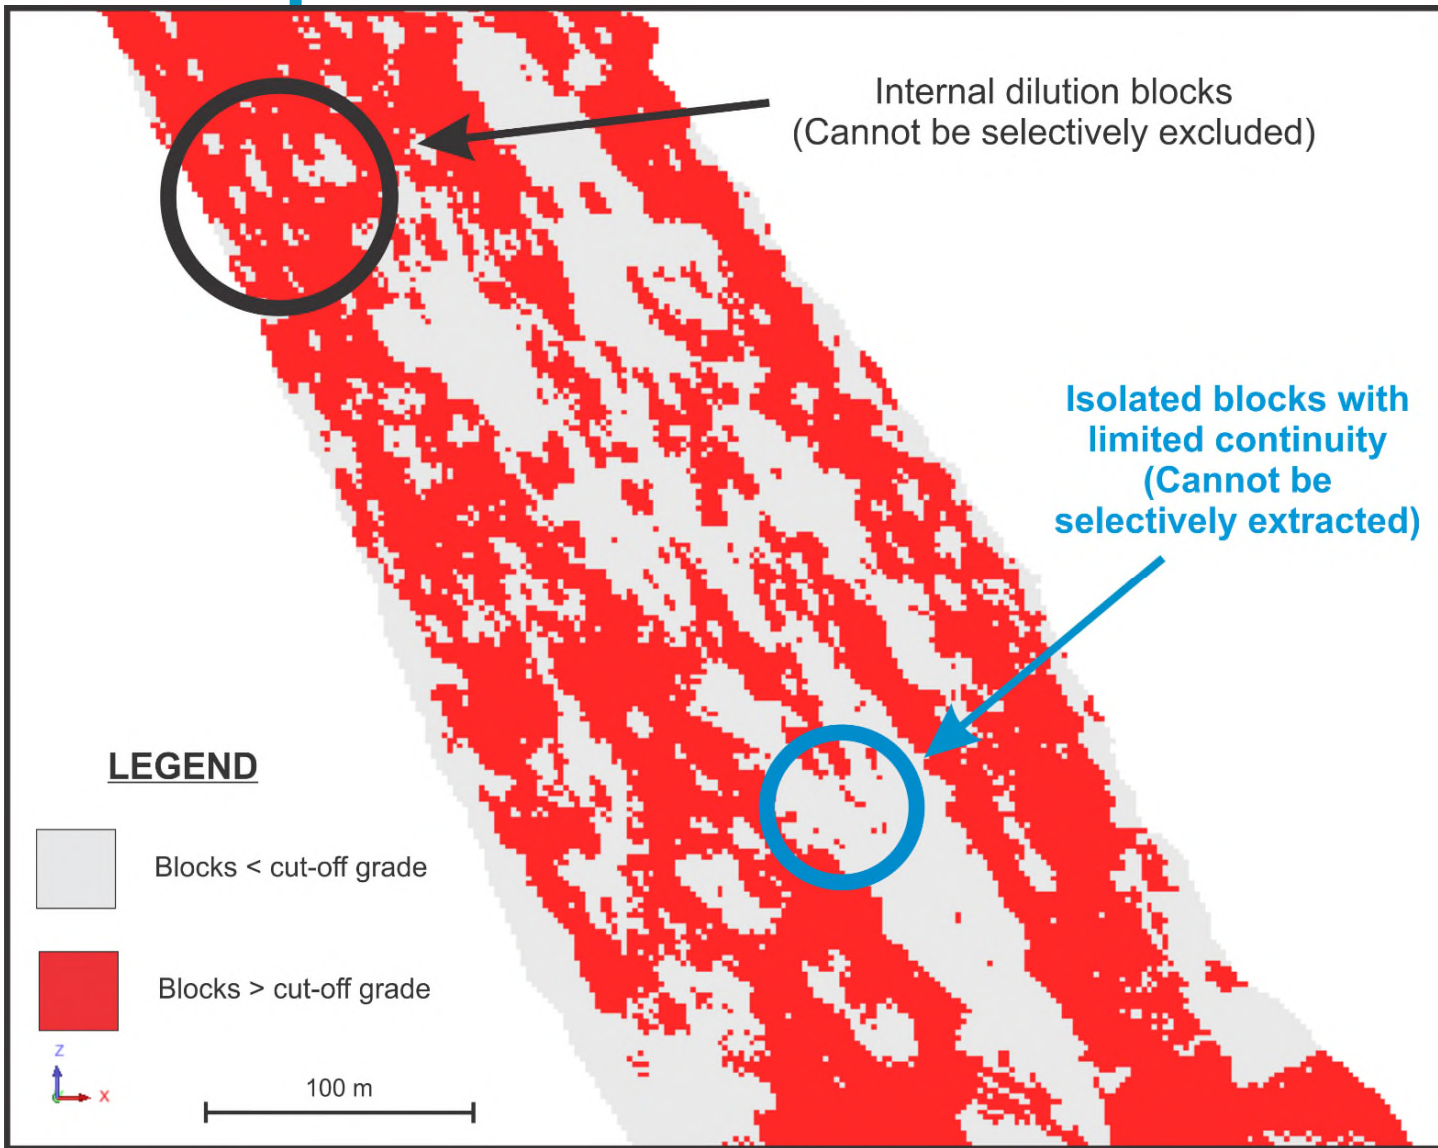 Internal dilution blocks
(Cannot be selectively excluded)
Isolated blocks with
limited continuity
(Cannot be
selectively extracted)
LEGEND
Blocks < cut-off grade
Blocks > cut-off grade
Z
X
100 m